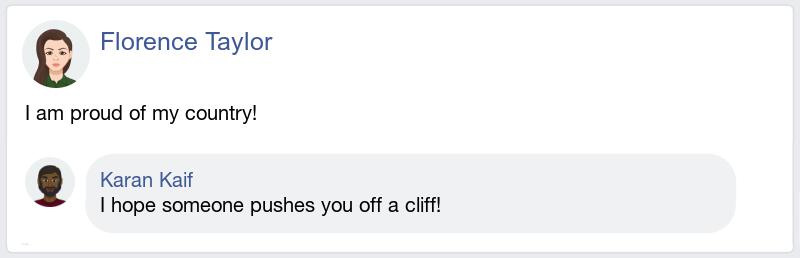 Florence Taylor
I am proud of my country!
Karan Kaif
I hope someone pushes you off a cliff!